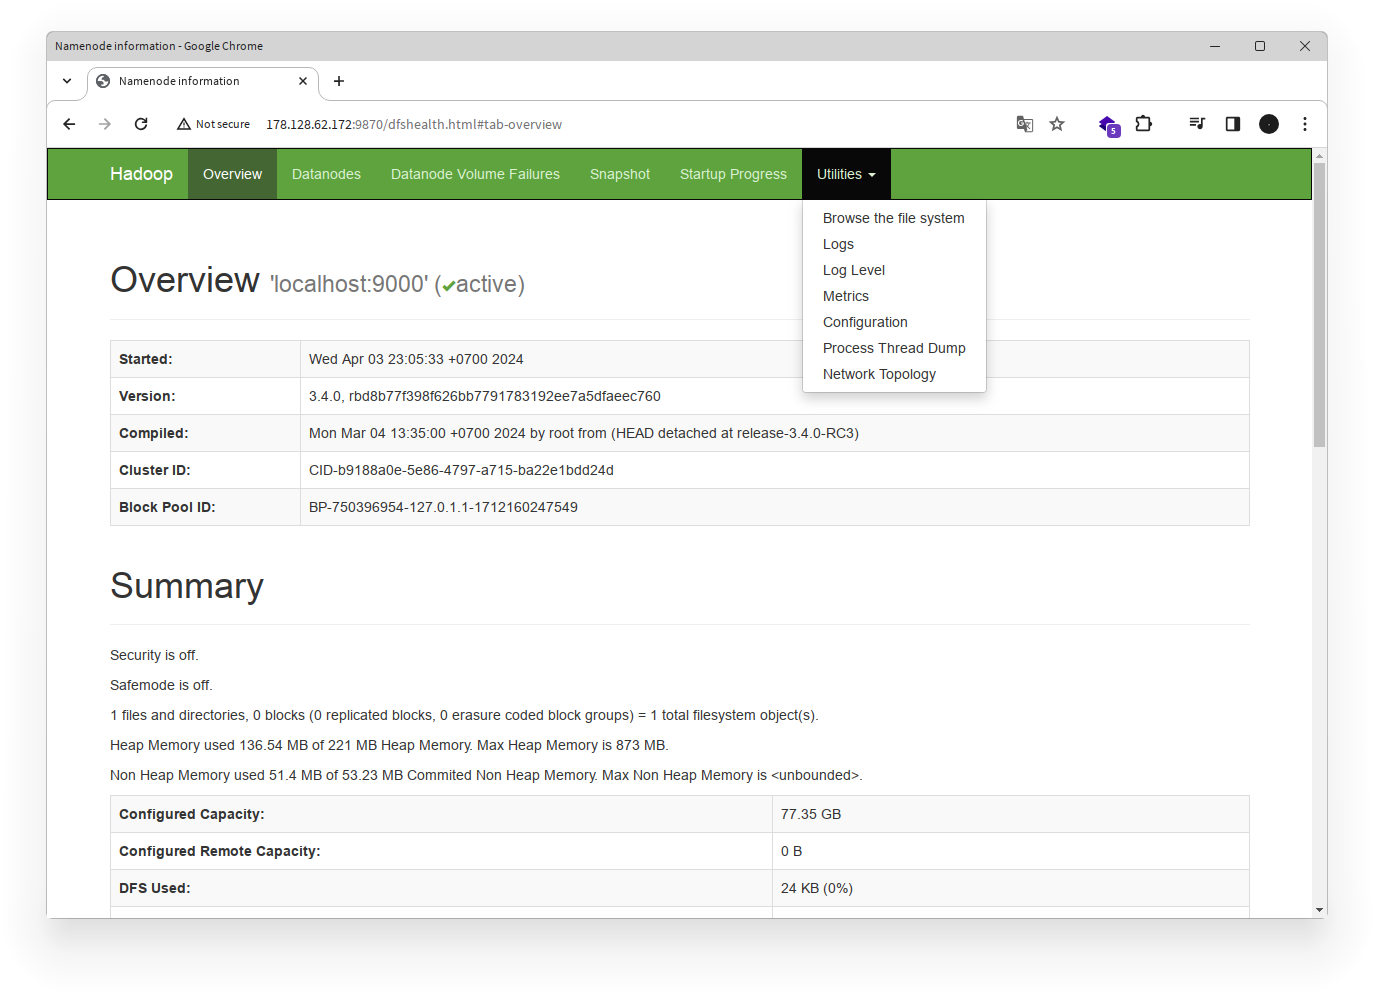 Namenode information - Google Chrome
Namenode information
Not secure 178.128.62.172:9870/dfshealth.html#tab-overview
5
Hadoop Overview Datanodes Datanode Volume Failures Snapshot Startup Progress Utilities
Browse the file system
Logs
Log Level
Metrics
Configuration
Process Thread Dump
Network Topology
Overview 'localhost:9000' (✔active)
Started: Wed Apr 03 23:05:33 +0700 2024
Version: 3.4.0, rbd8b77f398f626bb7791783192ee7a5dfaeec760
Compiled: Mon Mar 04 13:35:00 +0700 2024 by root from (HEAD detached at release-3.4.0-RC3)
Cluster ID: CID-b9188a0e-5e86-4797-a715-ba22e1bdd24d
Block Pool ID: BP-750396954-127.0.1.1-1712160247549
Summary
Security is off.
Safemode is off.
1 files and directories, 0 blocks (0 replicated blocks, 0 erasure coded block groups) = 1 total filesystem object(s).
Heap Memory used 136.54 MB of 221 MB Heap Memory. Max Heap Memory is 873 MB.
Non Heap Memory used 51.4 MB of 53.23 MB Commited Non Heap Memory. Max Non Heap Memory is <unbounded>.
Configured Capacity: 77.35 GB
Configured Remote Capacity: 0 B
DFS Used: 24 KB (0%)